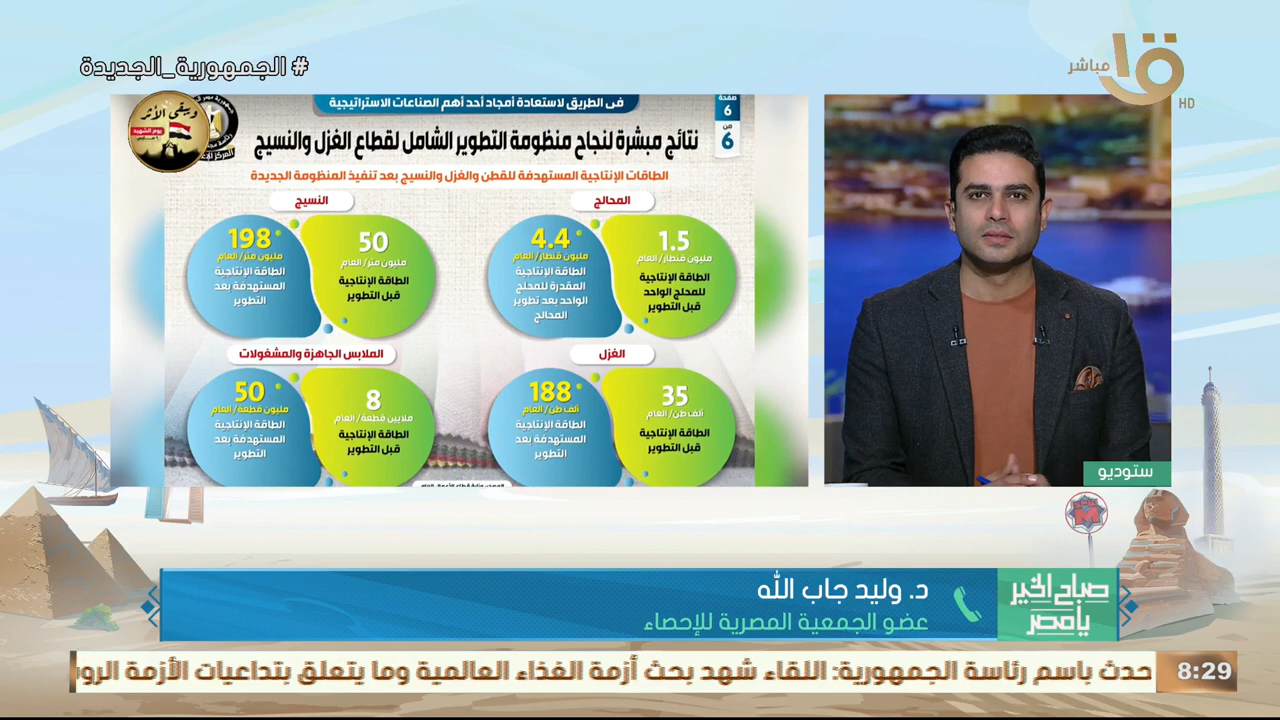 # الجمهورية_الجديدة
مباشر
HD
ويبقى الأثر
يوم الشهيد
صفحة
6
من
6
فى الطريق لاستعادة أمجاد أحد أهم الصناعات الاستراتيجية
نتائج مبشرة لنجاح منظومة التطوير الشامل لقطاع الغزل والنسيج
الطاقات الإنتاجية المستهدفة للقطن والغزل والنسيج بعد تنفيذ المنظومة الجديدة
المحالج
1.5
مليون قنطار/ العام
الطاقة الإنتاجية
للمحلج الواحد
قبل التطوير
4.4
مليون قنطار/ العام
الطاقة الإنتاجية
المقدرة للمحلج
الواحد بعد تطوير
المحالج
النسيج
50
مليون متر/ العام
الطاقة الإنتاجية
قبل التطوير
198
مليون متر/ العام
الطاقة الإنتاجية
المستهدفة بعد
التطوير
الغزل
35
ألف طن/ العام
الطاقة الإنتاجية
قبل التطوير
188
ألف طن/ العام
الطاقة الإنتاجية
المستهدفة بعد
التطوير
الملابس الجاهزة والمشغولات
8
ملايين قطعة/ العام
الطاقة الإنتاجية
قبل التطوير
50
مليون قطعة/ العام
الطاقة الإنتاجية
المستهدفة بعد
التطوير
ستوديو
صباح الخير
يا مصر
د. وليد جاب الله
عضو الجمعية المصرية للإحصاء
8:29
حدث باسم رئاسة الجمهورية: اللقاء شهد بحث أزمة الغذاء العالمية وما يتعلق بتداعيات الأزمة الرو